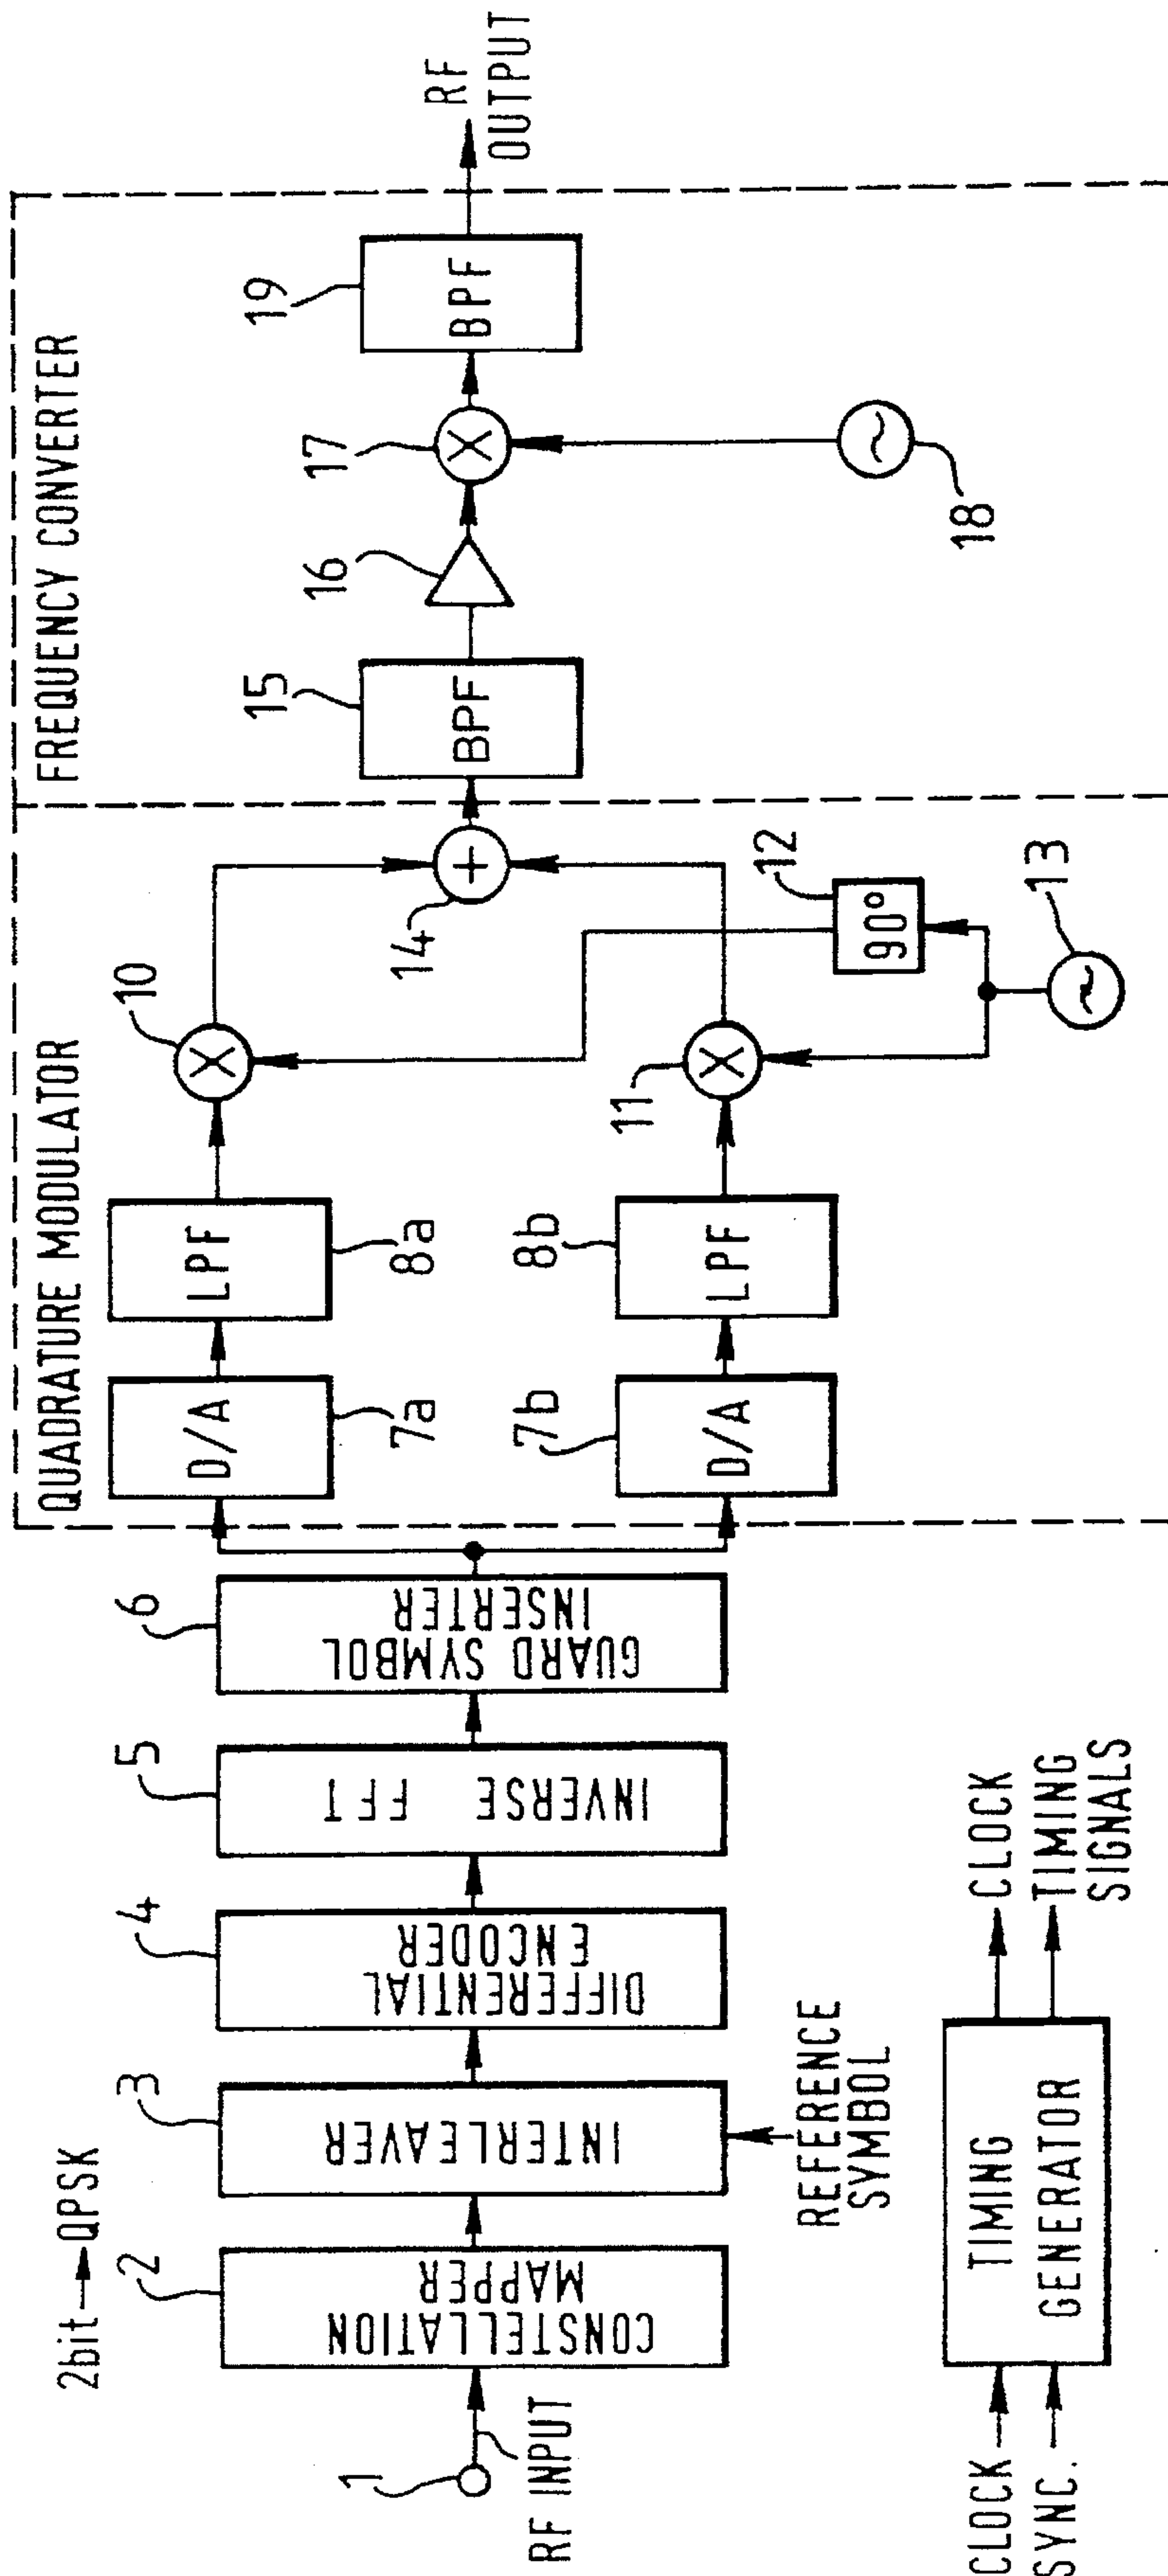 2bit→QPSK
1
RF INPUT
2
CONSTELLATION
MAPPER
3
INTERLEAVER
REFERENCE
SYMBOL
4
DIFFERENTIAL
ENCODER
5
INVERSE FFT
6
GUARD SYMBOL
INSERTER
QUADRATURE MODULATOR
D/A
7a
LPF
8a
10
D/A
7b
LPF
8b
11
90°
12
13
+
14
FREQUENCY CONVERTER
15
BPF
16
17
18
19
BPF
RF
OUTPUT
CLOCK
SYNC.
TIMING
GENERATOR
CLOCK
TIMING
SIGNALS